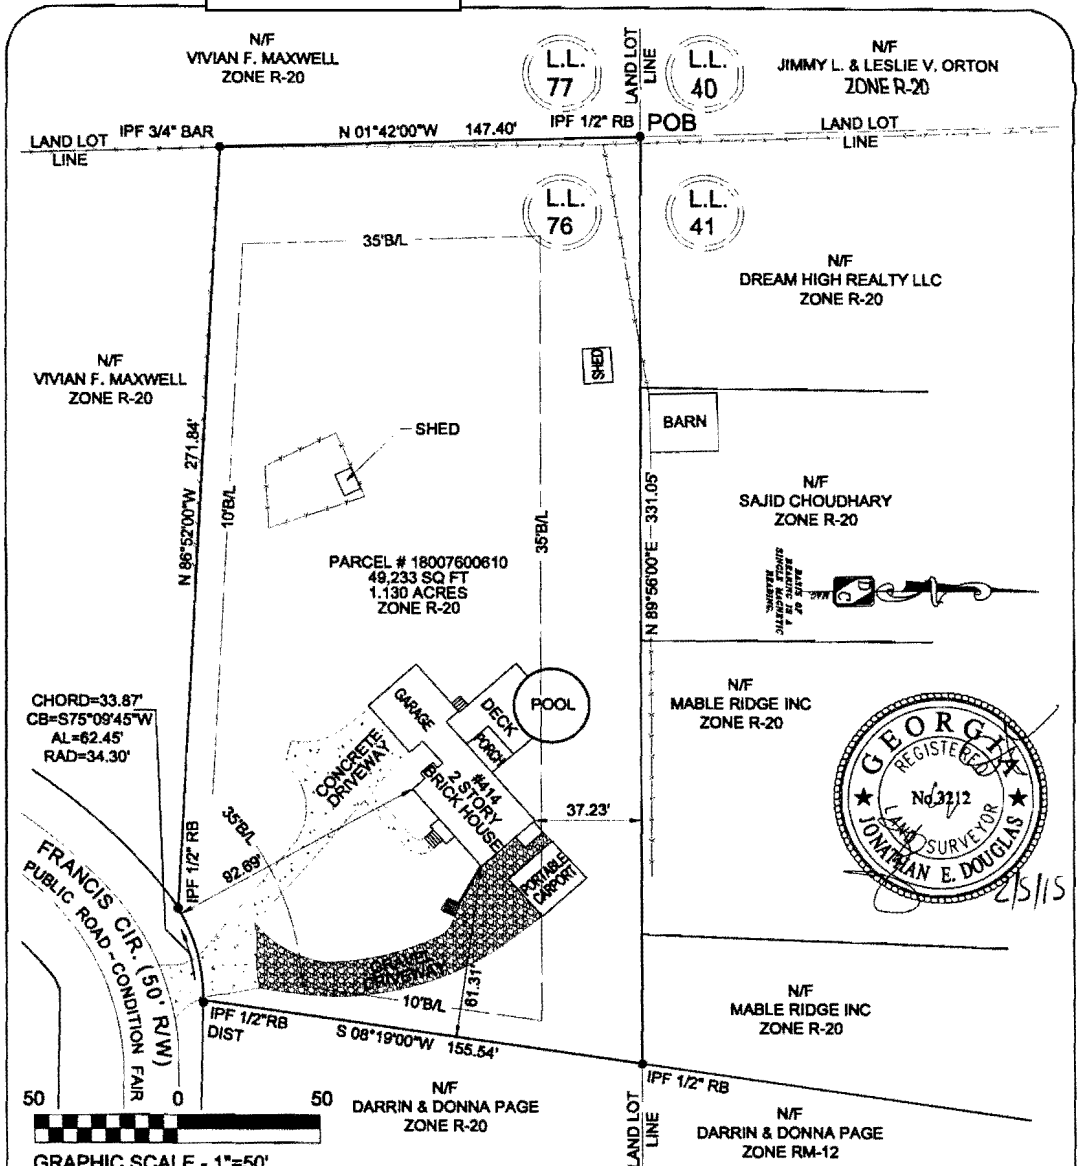 N/F
VIVIAN F. MAXWELL
ZONE R-20
L.L.
77
LAND LOT
LINE
L.L.
40
N/F
JIMMY L. & LESLIE V. ORTON
ZONE R-20
LAND LOT
LINE
IPF 3/4" BAR
N 01°42'00"W 147.40'
IPF 1/2" RB
POB
LAND LOT
LINE
L.L.
76
L.L.
41
35'B/L
N/F
DREAM HIGH REALTY LLC
ZONE R-20
N/F
VIVIAN F. MAXWELL
ZONE R-20
SHED
SHED
BARN
N 86°52'00"W 271.84'
10'B/L
35'B/L
N 89°56'00"E 331.05'
N/F
SAJID CHOUDHARY
ZONE R-20
PARCEL # 18007600610
49,233 SQ FT
1.130 ACRES
ZONE R-20
BASIS OF
BEARING IS A
SINGLE MAGNETIC
BEARING.
MAG
D
C
CHORD=33.87'
CB=S75°09'45"W
AL=62.45'
RAD=34.30'
GARAGE
DECK
POOL
PORCH
CONCRETE
DRIVEWAY
#414
2 STORY
BRICK HOUSE
N/F
MABLE RIDGE INC
ZONE R-20
GEORGIA
REGISTERED
No.3212
LAND SURVEYOR
JONATHAN E. DOUGLAS
2/5/15
37.23'
35'B/L
92.69'
IPF 1/2" RB
PORTABLE
CARPORT
FRANCIS CIR. (50' R/W)
PUBLIC ROAD~CONDITION FAIR
GRAVEL
DRIVEWAY
61.31'
10'B/L
IPF 1/2"RB
DIST
S 08°19'00"W 155.54'
N/F
MABLE RIDGE INC
ZONE R-20
IPF 1/2" RB
N/F
DARRIN & DONNA PAGE
ZONE R-20
LAND LOT
LINE
N/F
DARRIN & DONNA PAGE
ZONE RM-12
50 0 50
GRAPHIC SCALE - 1"=50'